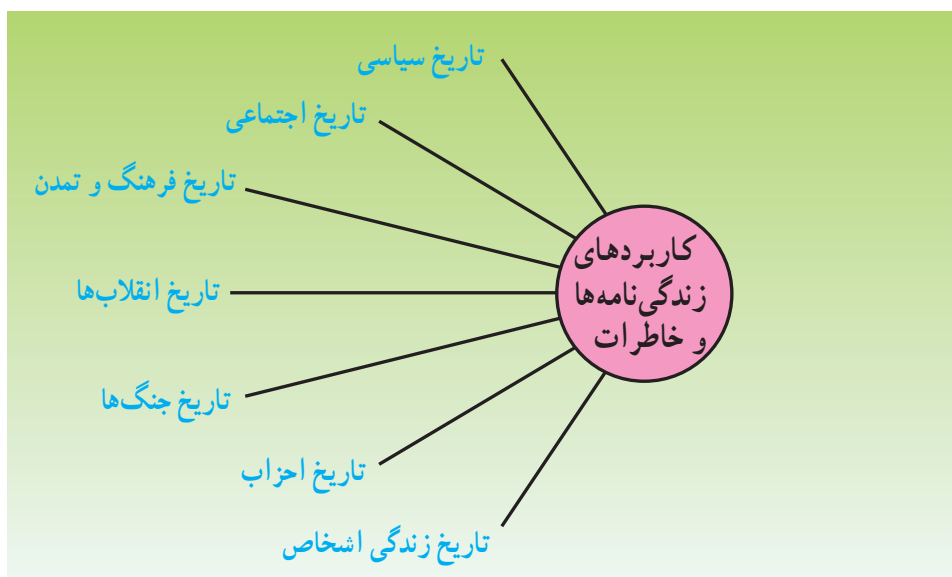 کاربردهای
زندگی‌نامه‌ها
و خاطرات
تاریخ سیاسی
تاریخ اجتماعی
تاریخ فرهنگ و تمدن
تاریخ انقلاب‌ها
تاریخ جنگ‌ها
تاریخ احزاب
تاریخ زندگی اشخاص